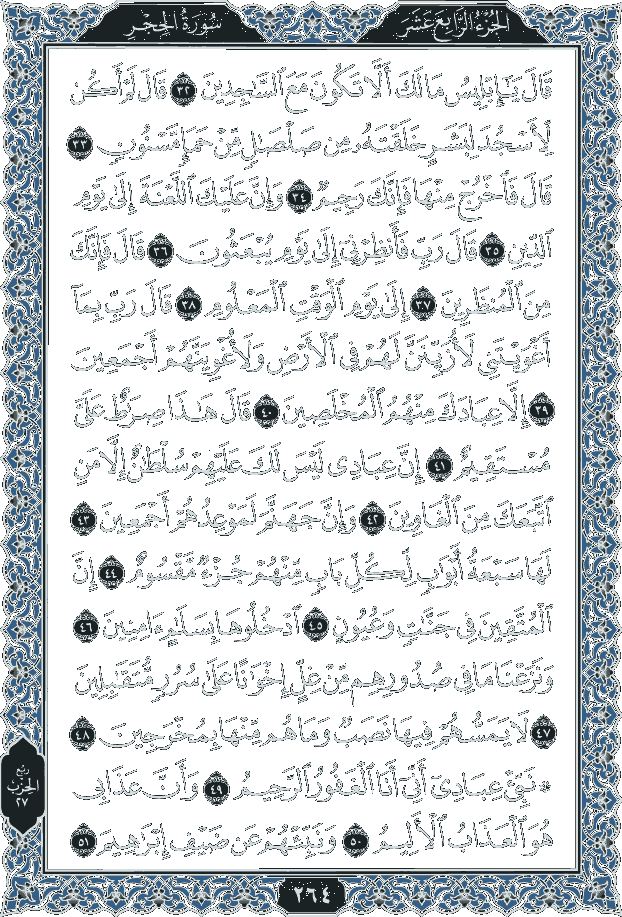 الجُزْءُ الرَّابِعَ عَشَرَ
سُورَةُ الحِجْرِ
قَالَ يَٰٓإِبۡلِيسُ مَا لَكَ أَلَّا تَكُونَ مَعَ ٱلسَّٰجِدِينَ ٣٢ قَالَ لَمۡ أَكُن
لِّأَسۡجُدَ لِبَشَرٍ خَلَقۡتَهُۥ مِن صَلۡصَٰلٖ مِّنۡ حَمَإٖ مَّسۡنُونٖ ٣٣
قَالَ فَٱخۡرُجۡ مِنۡهَا فَإِنَّكَ رَجِيمٞ ٣٤ وَإِنَّ عَلَيۡكَ ٱللَّعۡنَةَ إِلَىٰ يَوۡمِ
ٱلدِّينِ ٣٥ قَالَ رَبِّ فَأَنظِرۡنِيٓ إِلَىٰ يَوۡمِ يُبۡعَثُونَ ٣٦ قَالَ فَإِنَّكَ
مِنَ ٱلۡمُنظَرِينَ ٣٧ إِلَىٰ يَوۡمِ ٱلۡوَقۡتِ ٱلۡمَعۡلُومِ ٣٨ قَالَ رَبِّ بِمَآ
أَغۡوَيۡتَنِي لَأُزَيِّنَنَّ لَهُمۡ فِي ٱلۡأَرۡضِ وَلَأُغۡوِيَنَّهُمۡ أَجۡمَعِينَ
٣٩ إِلَّا عِبَادَكَ مِنۡهُمُ ٱلۡمُخۡلَصِينَ ٤٠ قَالَ هَٰذَا صِرَٰطٌ عَلَيَّ
مُسۡتَقِيمٌ ٤١ إِنَّ عِبَادِي لَيۡسَ لَكَ عَلَيۡهِمۡ سُلۡطَٰنٌ إِلَّا مَنِ
ٱتَّبَعَكَ مِنَ ٱلۡغَاوِينَ ٤٢ وَإِنَّ جَهَنَّمَ لَمَوۡعِدُهُمۡ أَجۡمَعِينَ ٤٣
لَهَا سَبۡعَةُ أَبۡوَٰبٖ لِّكُلِّ بَابٖ مِّنۡهُمۡ جُزۡءٞ مَّقۡسُومٌ ٤٤ إِنَّ
ٱلۡمُتَّقِينَ فِي جَنَّٰتٖ وَعُيُونٍ ٤٥ ٱدۡخُلُوهَا بِسَلَٰمٍ ءَامِنِينَ ٤٦
وَنَزَعۡنَا مَا فِي صُدُورِهِم مِّنۡ غِلٍّ إِخۡوَٰنًا عَلَىٰ سُرُرٖ مُّتَقَٰبِلِينَ
٤٧ لَا يَمَسُّهُمۡ فِيهَا نَصَبٞ وَمَا هُم مِّنۡهَا بِمُخۡرَجِينَ ٤٨
۞ نَبِّئۡ عِبَادِيٓ أَنِّيٓ أَنَا ٱلۡغَفُورُ ٱلرَّحِيمُ ٤٩ وَأَنَّ عَذَابِي
هُوَ ٱلۡعَذَابُ ٱلۡأَلِيمُ ٥٠ وَنَبِّئۡهُمۡ عَن ضَيۡفِ إِبۡرَٰهِيمَ ٥١
رُبْعُ
الحِزْبِ
٢٧
٢٦٤